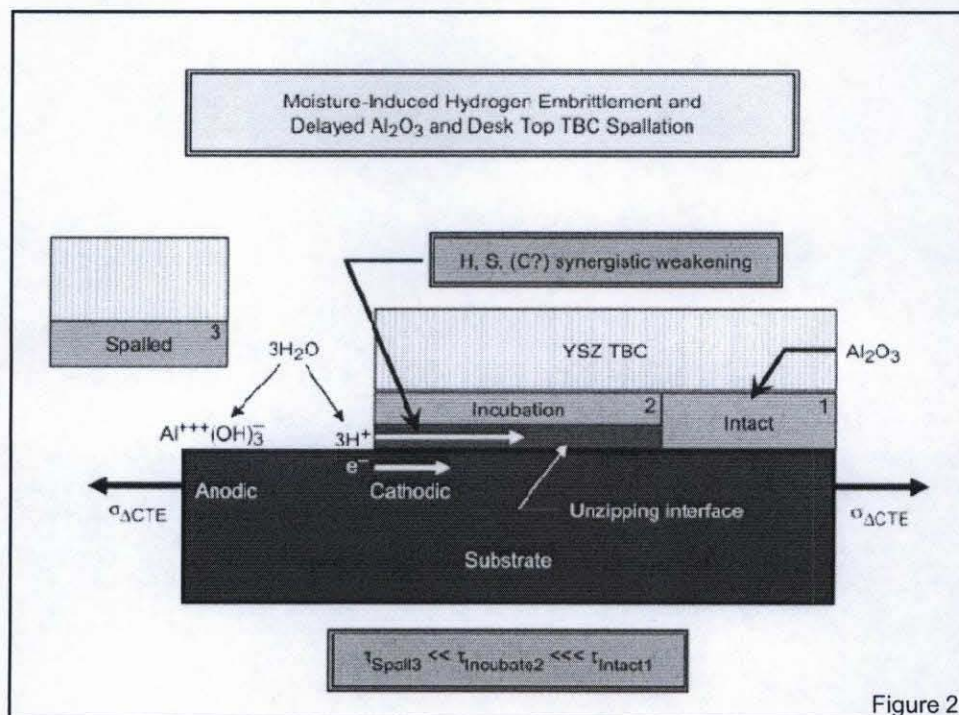 Moisture-Induced Hydrogen Embrittlement and
Delayed Al₂O₃ and Desk Top TBC Spallation
H, S, (C?) synergistic weakening
3
Spalled
3H₂O
YSZ TBC
Al₂O₃
Incubation 2
1
Intact
Al⁺⁺⁺(OH)₃⁻
3H⁺
e⁻
Anodic
Cathodic
Unzipping interface
σΔCTE
σΔCTE
Substrate
τSpall3 << τIncubate2 <<< τIntact1
Figure 2